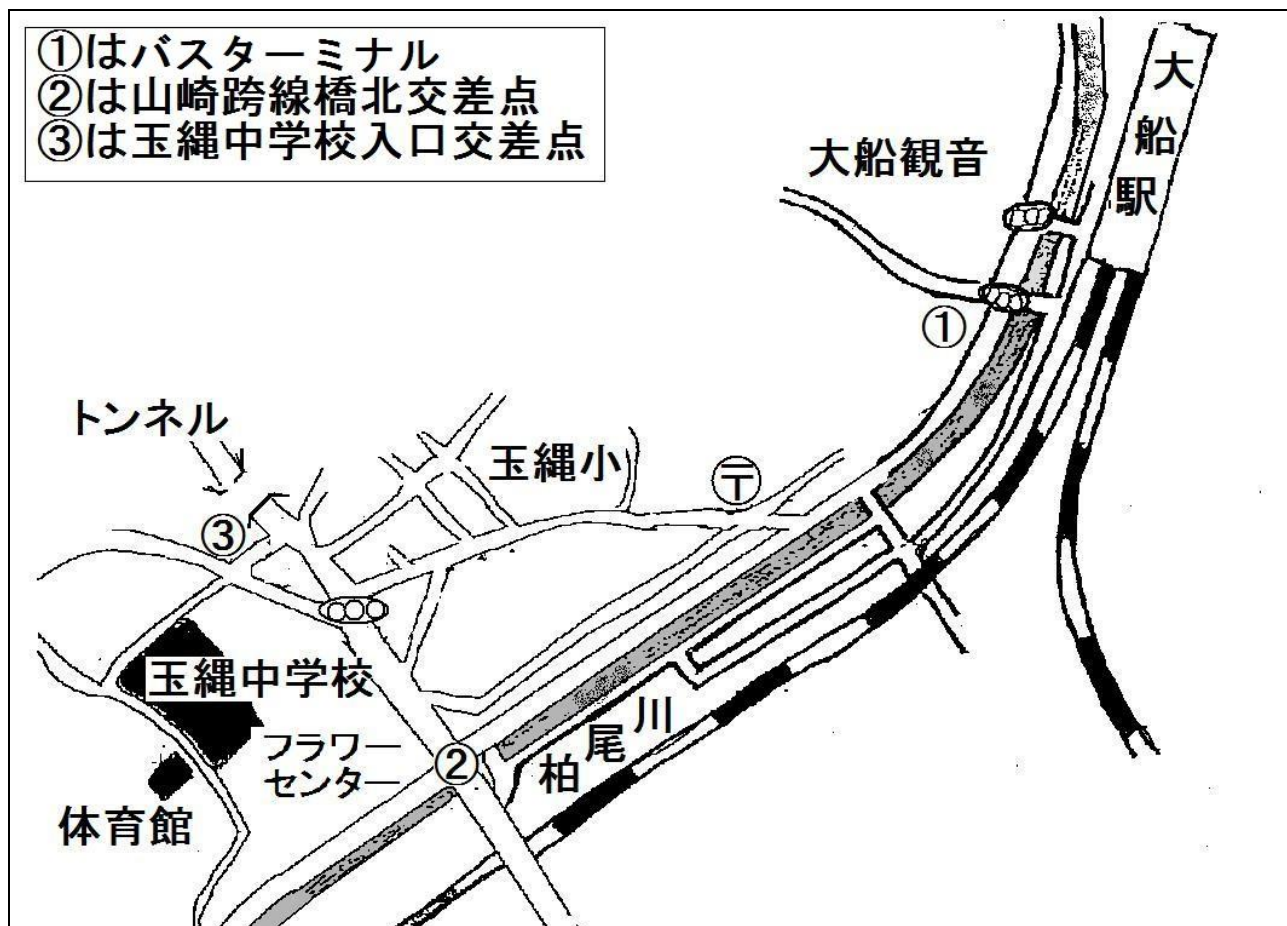 ①はバスターミナル
②は山崎跨線橋北交差点
③は玉縄中学校入口交差点
大船駅
大船観音
①
トンネル
玉縄小
〒
③
玉縄中学校
フラワー
センター
②
柏尾川
体育館